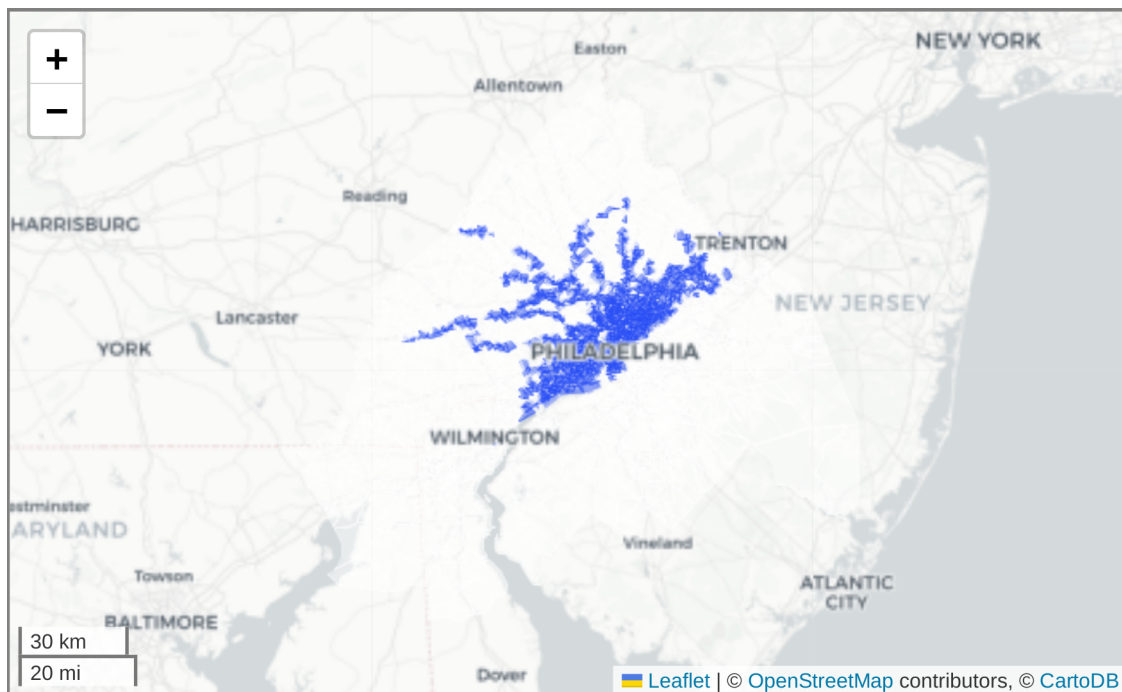 +
−
Easton
NEW YORK
Allentown
Reading
HARRISBURG
TRENTON
NEW JERSEY
Lancaster
YORK
PHILADELPHIA
WILMINGTON
estminster
ARYLAND
Vineland
Towson
ATLANTIC
CITY
BALTIMORE
30 km
20 mi
Dover
Leaflet | © OpenStreetMap contributors, © CartoDB